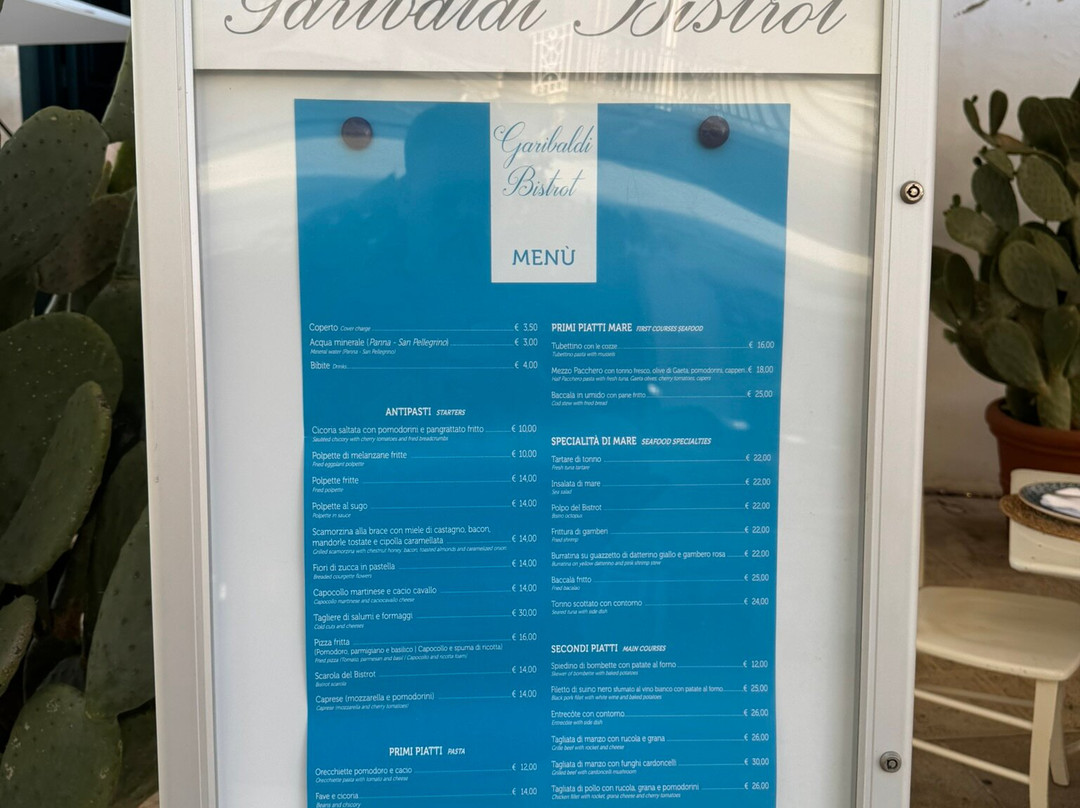 Garibaldi Bistrot
Garibaldi
Bistrot
MENÙ
Coperto Cover charge € 3,50
Acqua minerale (Panna - San Pellegrino) € 3,00
Mineral water (Panna - San Pellegrino)
Bibite Drinks € 4,00
ANTIPASTI STARTERS
Cicoria saltata con pomodorini e pangrattato fritto € 10,00
Sautéed chicory with cherry tomatoes and fried breadcrumbs
Polpette di melanzane fritte € 10,00
Fried eggplant polpette
Polpette fritte € 14,00
Fried polpette
Polpette al sugo € 14,00
Polpette in sauce
Scamorzina alla brace con miele di castagno, bacon,
mandorle tostate e cipolla caramellata € 14,00
Grilled scamorzina with chestnut honey, bacon, toasted almonds and caramelized onion
Fiori di zucca in pastella € 14,00
Breaded courgette flowers
Capocollo martinese e cacio cavallo € 14,00
Capocollo martinese and caciocavallo cheese
Tagliere di salumi e formaggi € 30,00
Cold cuts and cheeses
Pizza fritta € 16,00
(Pomodoro, parmigiano e basilico | Capocollo e spuma di ricotta)
Fried pizza (Tomato, parmesan and basil | Capocollo and ricotta foam)
Scarola del Bistrot € 14,00
Bistrot scarola
Caprese (mozzarella e pomodorini) € 14,00
Caprese (mozzarella and cherry tomatoes)
PRIMI PIATTI PASTA
Orecchiette pomodoro e cacio € 12,00
Orecchiette pasta with tomato and cheese
Fave e cicoria € 14,00
Beans and chicory
PRIMI PIATTI MARE FIRST COURSES SEAFOOD
Tubettino con le cozze € 16,00
Tubettino pasta with mussels
Mezzo Pacchero con tonno fresco, olive di Gaeta, pomodorini, capperi € 18,00
Half Pacchero pasta with fresh tuna, Gaeta olives, cherry tomatoes, capers
Baccalà in umido con pane fritto € 25,00
Cod stew with fried bread
SPECIALITÀ DI MARE SEAFOOD SPECIALTIES
Tartare di tonno € 22,00
Fresh tuna tartare
Insalata di mare € 22,00
Sea salad
Polpo del Bistrot € 22,00
Bistro octopus
Frittura di gamberi € 22,00
Fried shrimp
Burratina su guazzetto di datterino giallo e gambero rosa € 22,00
Burratina on yellow datterino and pink shrimp stew
Baccalà fritto € 25,00
Fried bacalao
Tonno scottato con contorno € 24,00
Seared tuna with side dish
SECONDI PIATTI MAIN COURSES
Spiedino di bombette con patate al forno € 12,00
Skewer of bombette with baked potatoes
Filetto di suino nero sfumato al vino bianco con patate al forno € 25,00
Black pork fillet with white wine and baked potatoes
Entrecôte con contorno € 26,00
Entrecôte with side dish
Tagliata di manzo con rucola e grana € 26,00
Grille beef with rocket and cheese
Tagliata di manzo con funghi cardoncelli € 30,00
Grilled beef with cardoncelli mushroom
Tagliata di pollo con rucola, grana e pomodorini € 26,00
Chicken fillet with rocket, grana cheese and cherry tomatoes